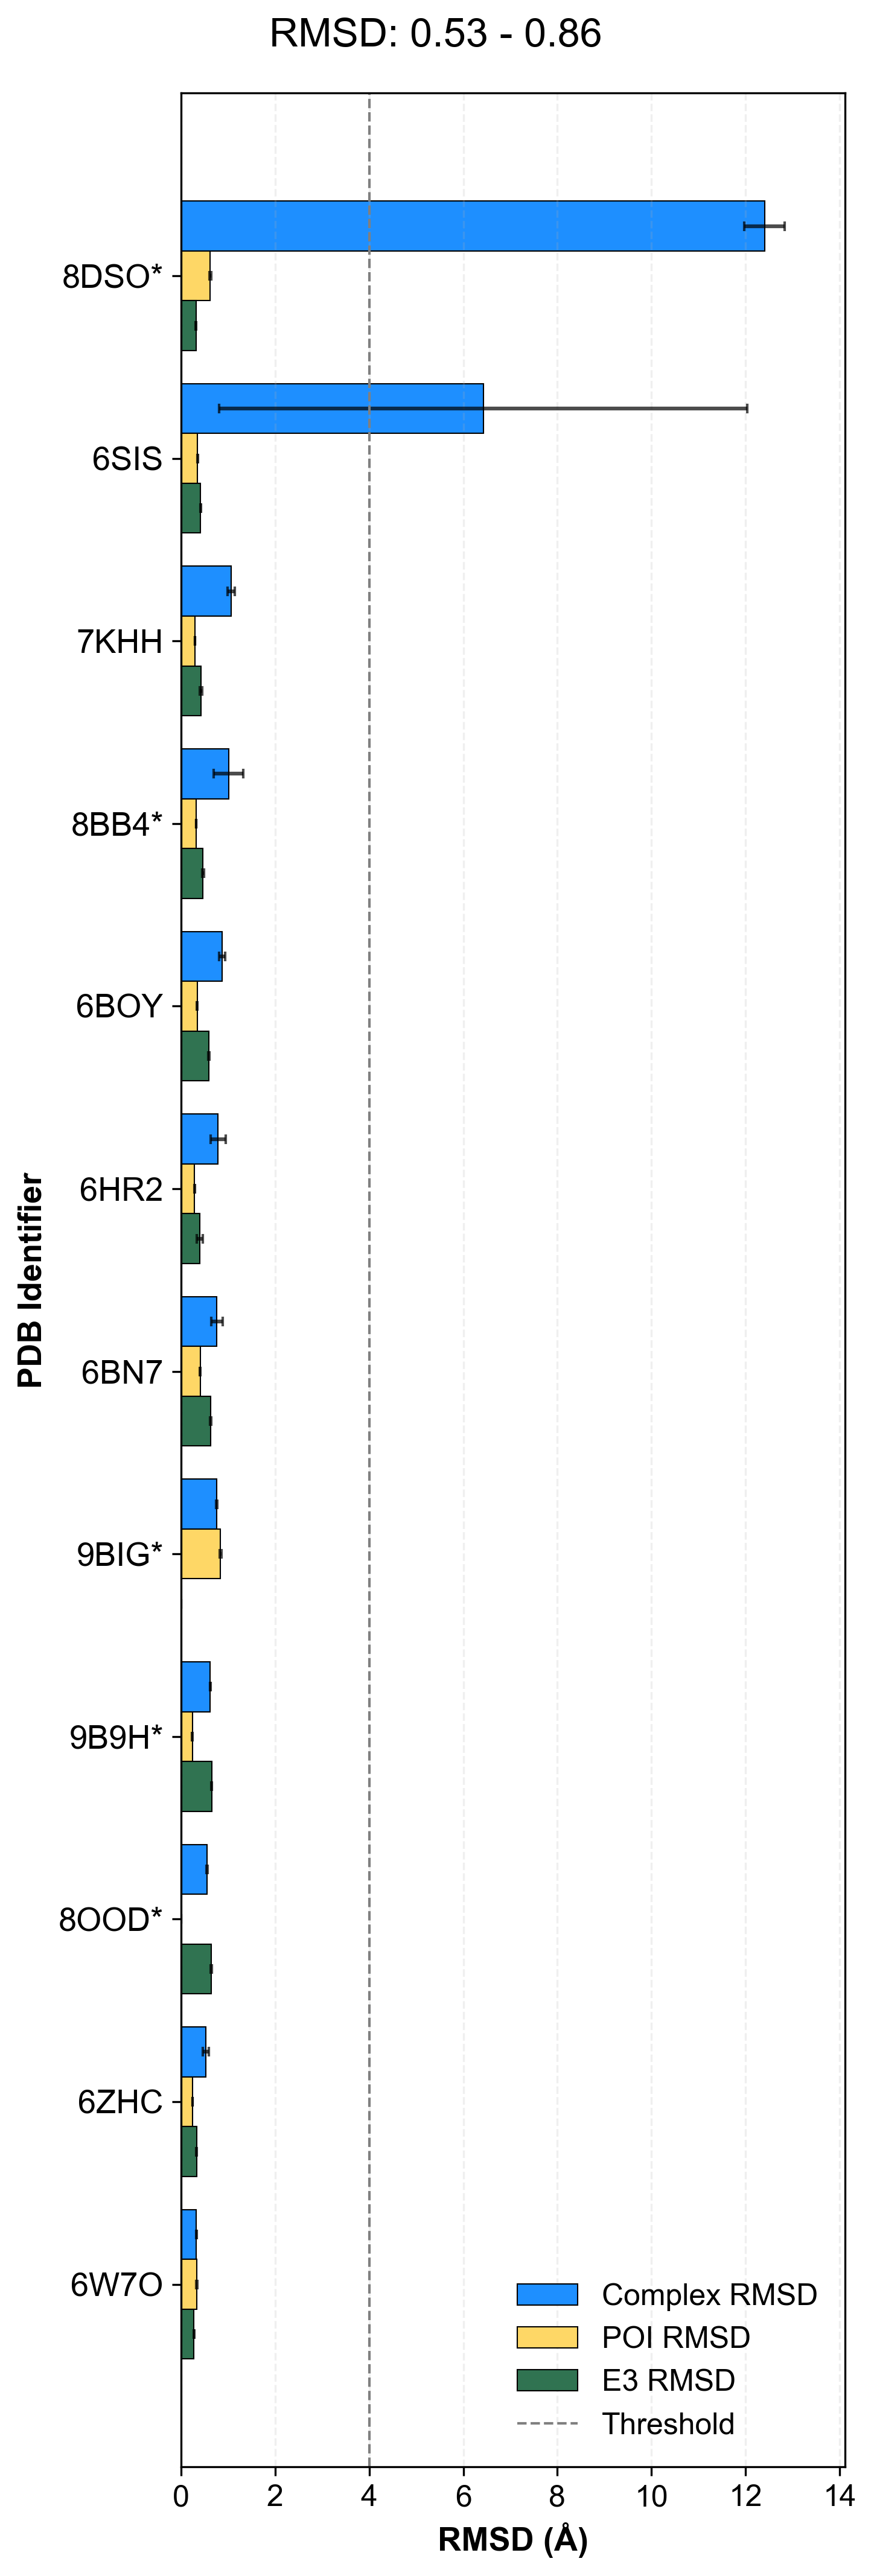 RMSD: 0.53 - 0.86
8DSO*
6SIS
7KHH
8BB4*
6BOY
6HR2
6BN7
9BIG*
9B9H*
8OOD*
6ZHC
6W7O
PDB Identifier
Complex RMSD
POI RMSD
E3 RMSD
Threshold
0 2 4 6 8 10 12 14
RMSD (Å)